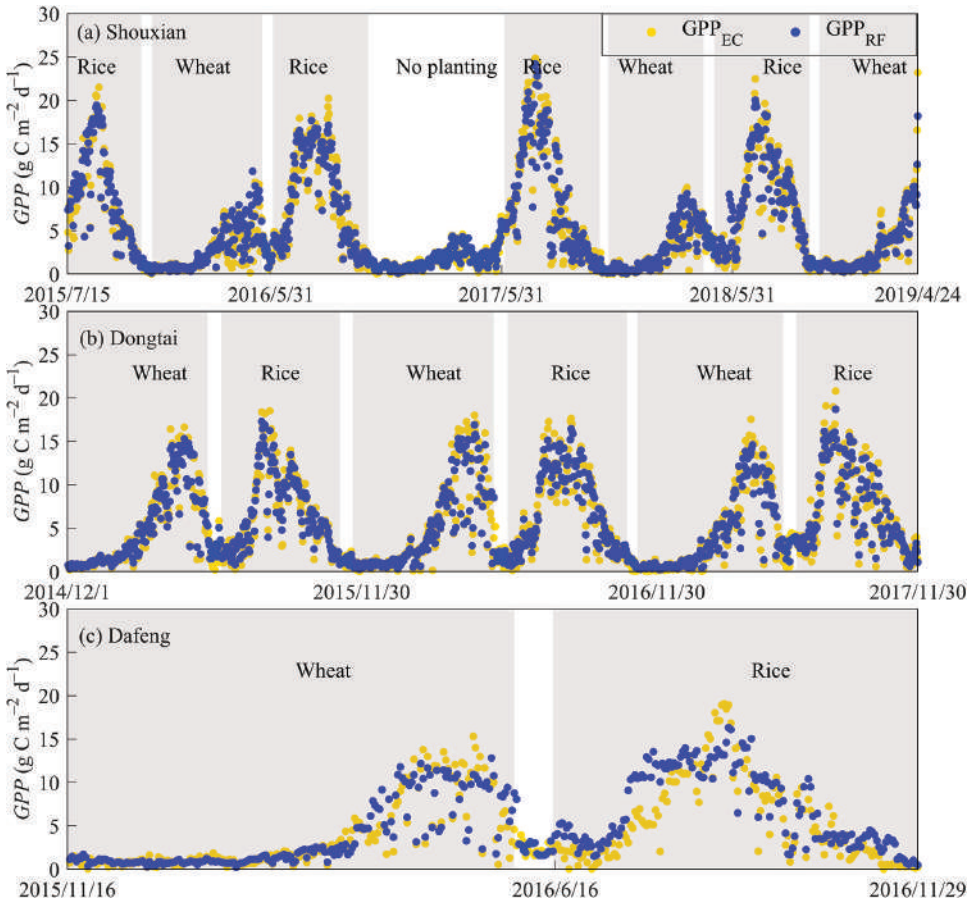 (a) Shouxian
GPP_EC GPP_RF
Rice Wheat Rice No planting Rice Wheat Rice Wheat
GPP (g C m⁻² d⁻¹)
30
25
20
15
10
5
0
2015/7/15 2016/5/31 2017/5/31 2018/5/31 2019/4/24
(b) Dongtai
Wheat Rice Wheat Rice Wheat Rice
GPP (g C m⁻² d⁻¹)
30
25
20
15
10
5
0
2014/12/1 2015/11/30 2016/11/30 2017/11/30
(c) Dafeng
Wheat Rice
GPP (g C m⁻² d⁻¹)
30
25
20
15
10
5
0
2015/11/16 2016/6/16 2016/11/29